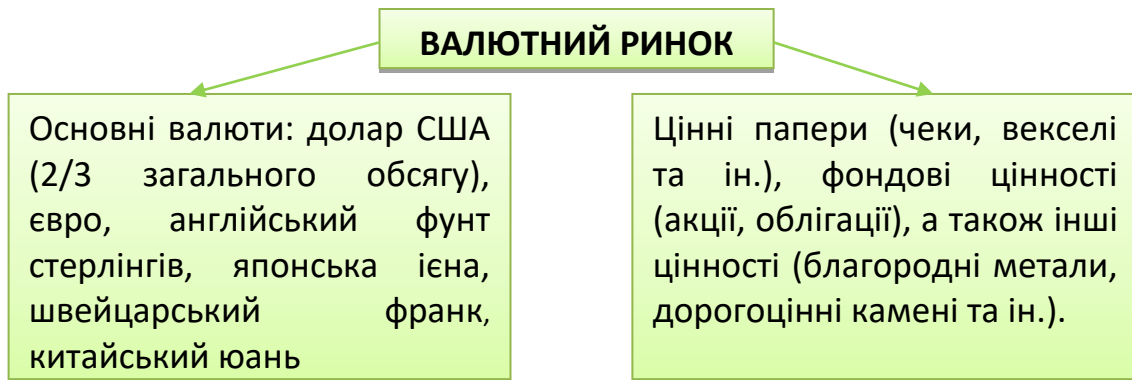 ВАЛЮТНИЙ РИНОК
Основні валюти: долар США
(2/3 загального обсягу),
євро, англійський фунт
стерлінгів, японська ієна,
швейцарський франк,
китайський юань
Цінні папери (чеки, векселі
та ін.), фондові цінності
(акції, облігації), а також інші
цінності (благородні метали,
дорогоцінні камені та ін.).